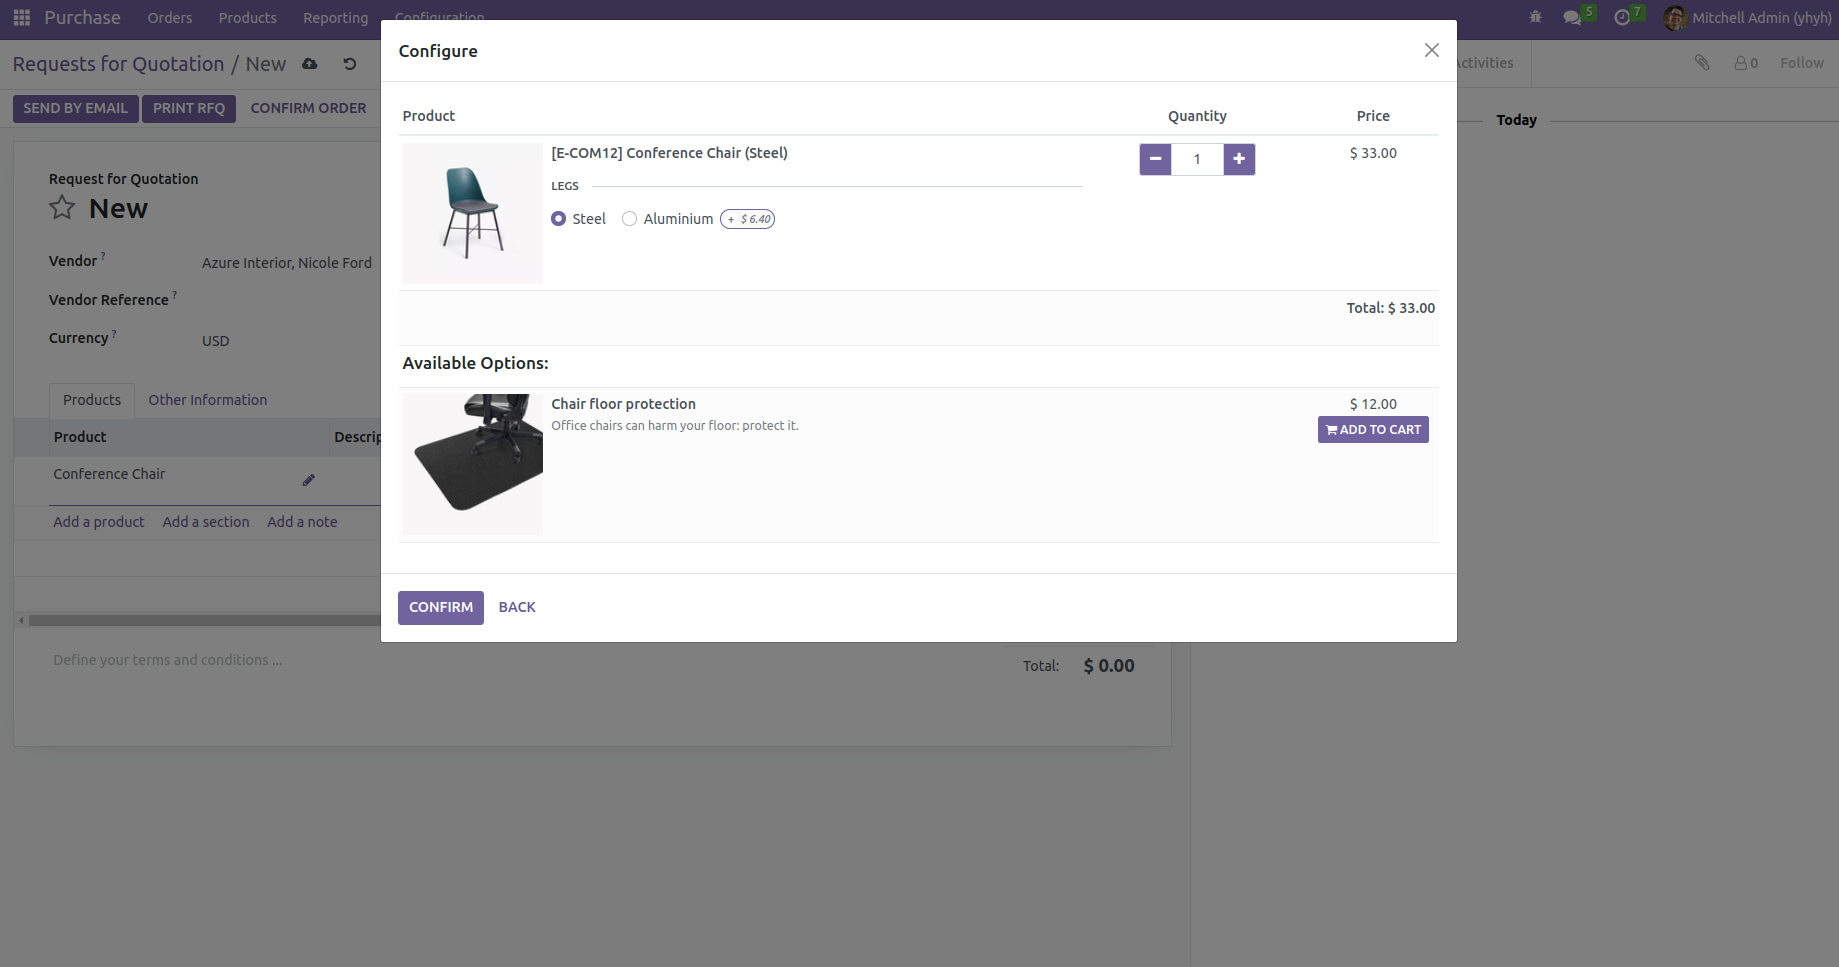 Purchase Orders Products Reporting Configuration
5 7 Mitchell Admin (yhyh)
Requests for Quotation / New
Activities 0 Follow
SEND BY EMAIL PRINT RFQ CONFIRM ORDER
Today
Request for Quotation
New
Vendor ? Azure Interior, Nicole Ford
Vendor Reference ?
Currency ? USD
Products Other Information
Product Descrip
Conference Chair
Add a product Add a section Add a note
Define your terms and conditions ...
Total: $ 0.00
Configure
Product Quantity Price
[E-COM12] Conference Chair (Steel) 1 $ 33.00
LEGS
Steel Aluminium + $ 6.40
Total: $ 33.00
Available Options:
Chair floor protection $ 12.00
Office chairs can harm your floor: protect it. ADD TO CART
CONFIRM BACK